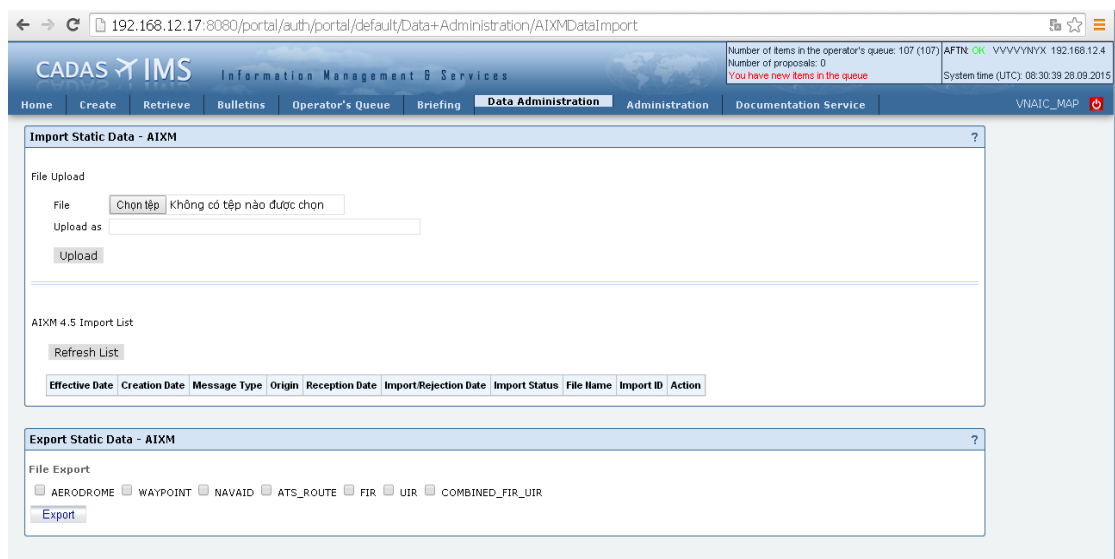 192.168.12.17:8080/portal/auth/portal/default/Data+Administration/AIXMDataImport
CADAS IMS Information Management & Services
Number of items in the operator's queue: 107 (107)
Number of proposals: 0
You have new items in the queue
AFTN: OK VVVVYNYX 192.168.12.4
System time (UTC): 08:30:39 28.09.2015
Home Create Retrieve Bulletins Operator's Queue Briefing Data Administration Administration Documentation Service VNAIC_MAP
Import Static Data - AIXM ?
File Upload
File Chọn tệp Không có tệp nào được chọn
Upload as
Upload
AIXM 4.5 Import List
Refresh List
Effective Date Creation Date Message Type Origin Reception Date Import/Rejection Date Import Status File Name Import ID Action
Export Static Data - AIXM ?
File Export
AERODROME WAYPOINT NAVAID ATS_ROUTE FIR UIR COMBINED_FIR_UIR
Export